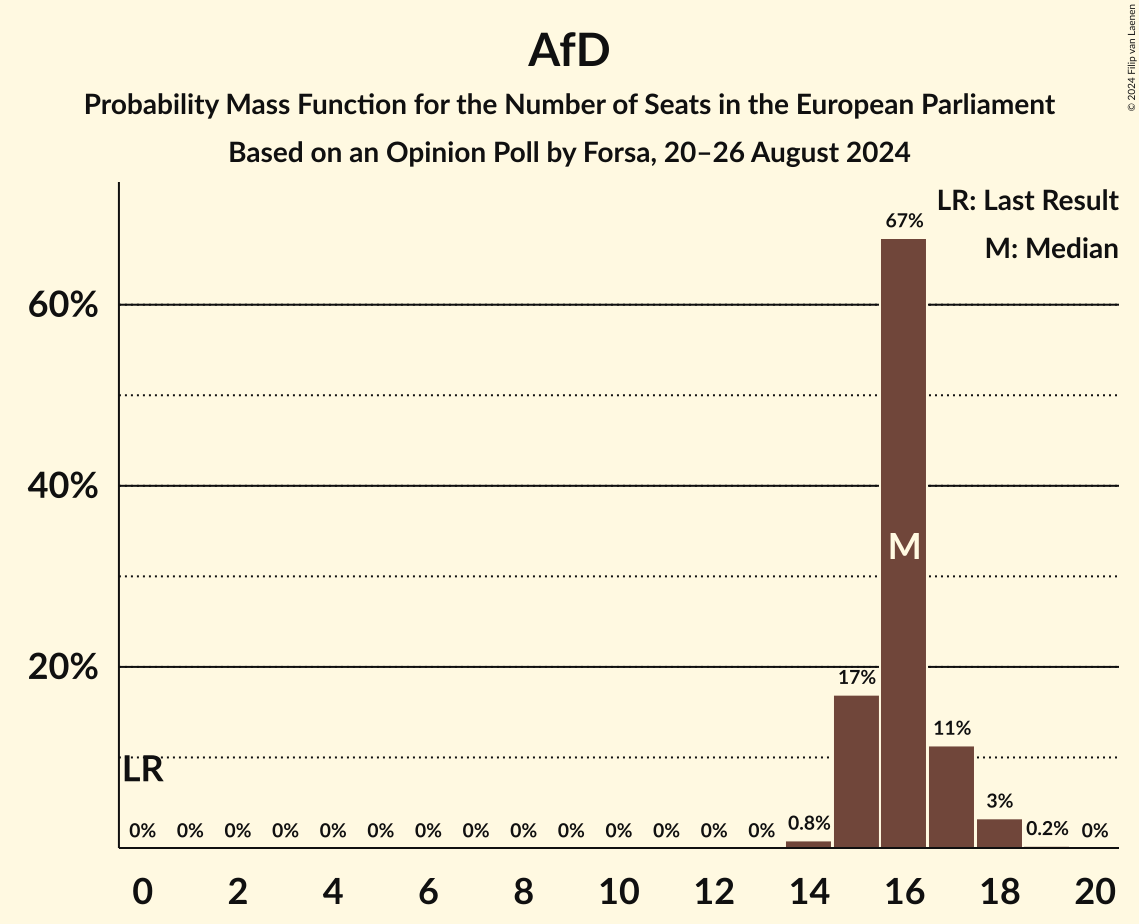 AfD
Probability Mass Function for the Number of Seats in the European Parliament
Based on an Opinion Poll by Forsa, 20–26 August 2024
© 2024 Filip van Laenen
LR: Last Result
M: Median
67%
60%
40%
M
20%
17%
11%
LR
3%
0% 0% 0% 0% 0% 0% 0% 0% 0% 0% 0% 0% 0% 0% 0.8% 0.2% 0%
0 2 4 6 8 10 12 14 16 18 20